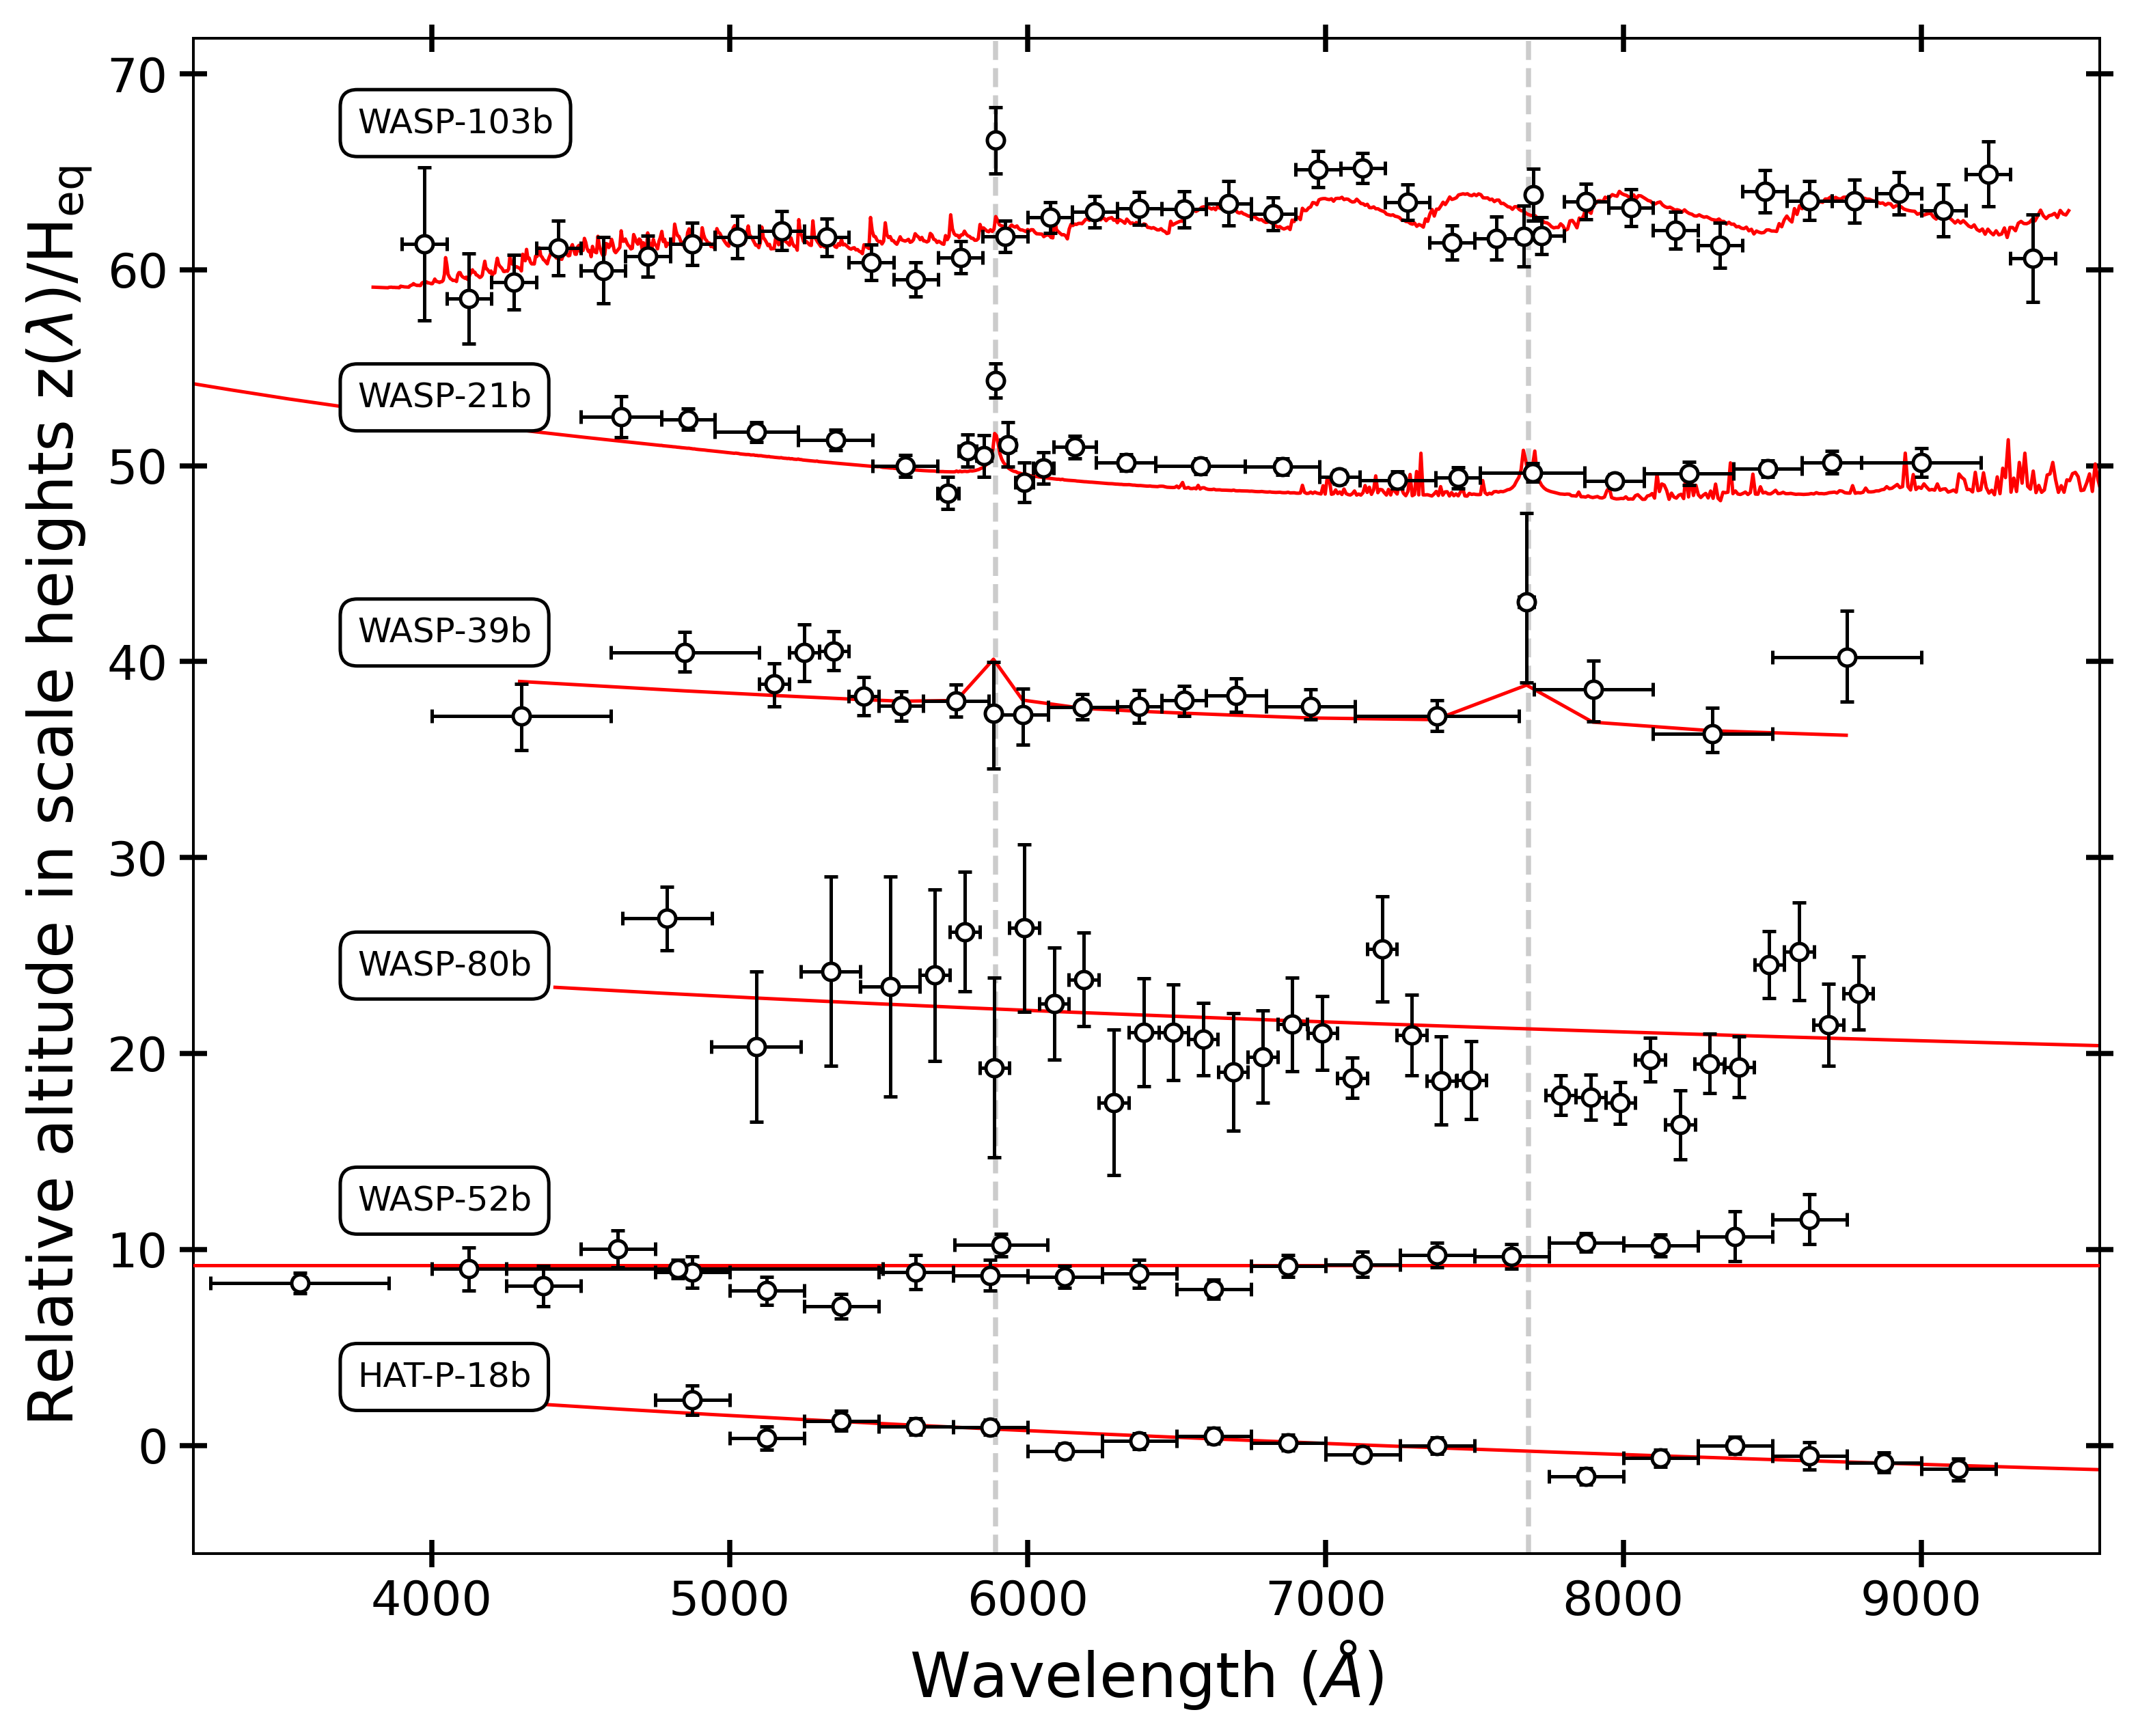 Relative altitude in scale heights z(λ)/H_eq
70
60
50
40
30
20
10
0
WASP-103b
WASP-21b
WASP-39b
WASP-80b
WASP-52b
HAT-P-18b
4000 5000 6000 7000 8000 9000
Wavelength (Å)